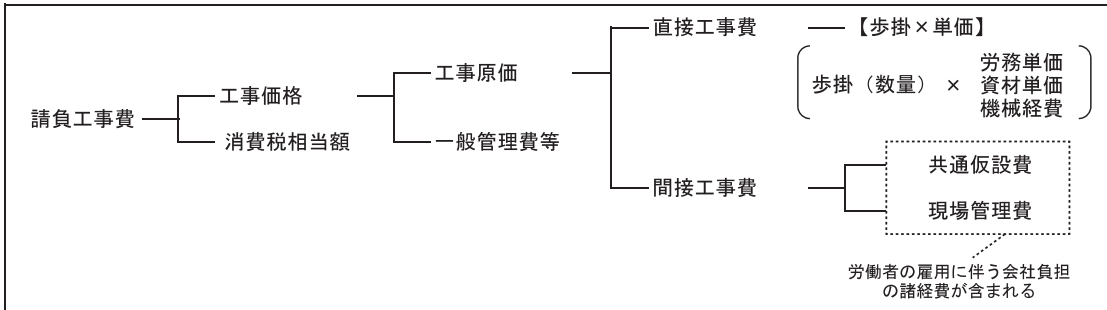 請負工事費
工事価格
消費税相当額
工事原価
一般管理費等
直接工事費
【歩掛×単価】
歩掛（数量） ×
労務単価
資材単価
機械経費
間接工事費
共通仮設費
現場管理費
労働者の雇用に伴う会社負担
の諸経費が含まれる